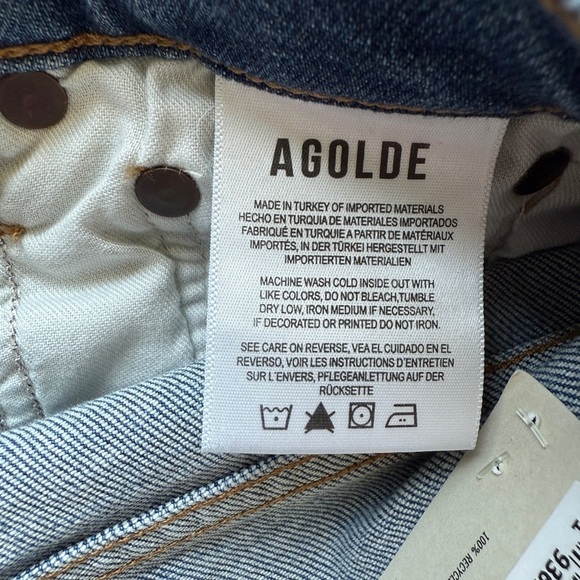 AGOLDE
MADE IN TURKEY OF IMPORTED MATERIALS
HECHO EN TURQUIA DE MATERIALES IMPORTADOS
FABRIQUÉ EN TURQUIE A PARTIR DE MATÉRIAUX
IMPORTÉS, IN DER TÜRKEI HERGESTELLT MIT
IMPORTIERTEN MATERIALIEN
MACHINE WASH COLD INSIDE OUT WITH
LIKE COLORS, DO NOT BLEACH,TUMBLE
DRY LOW, IRON MEDIUM IF NECESSARY.
IF DECORATED OR PRINTED DO NOT IRON.
SEE CARE ON REVERSE, VEA EL CUIDADO EN EL
REVERSO, VOIR LES INSTRUCTIONS D'ENTRETIEN
SUR L'ENVERS, PFLEGEANLEITUNG AUF DER
RÜCKSETTE
100%